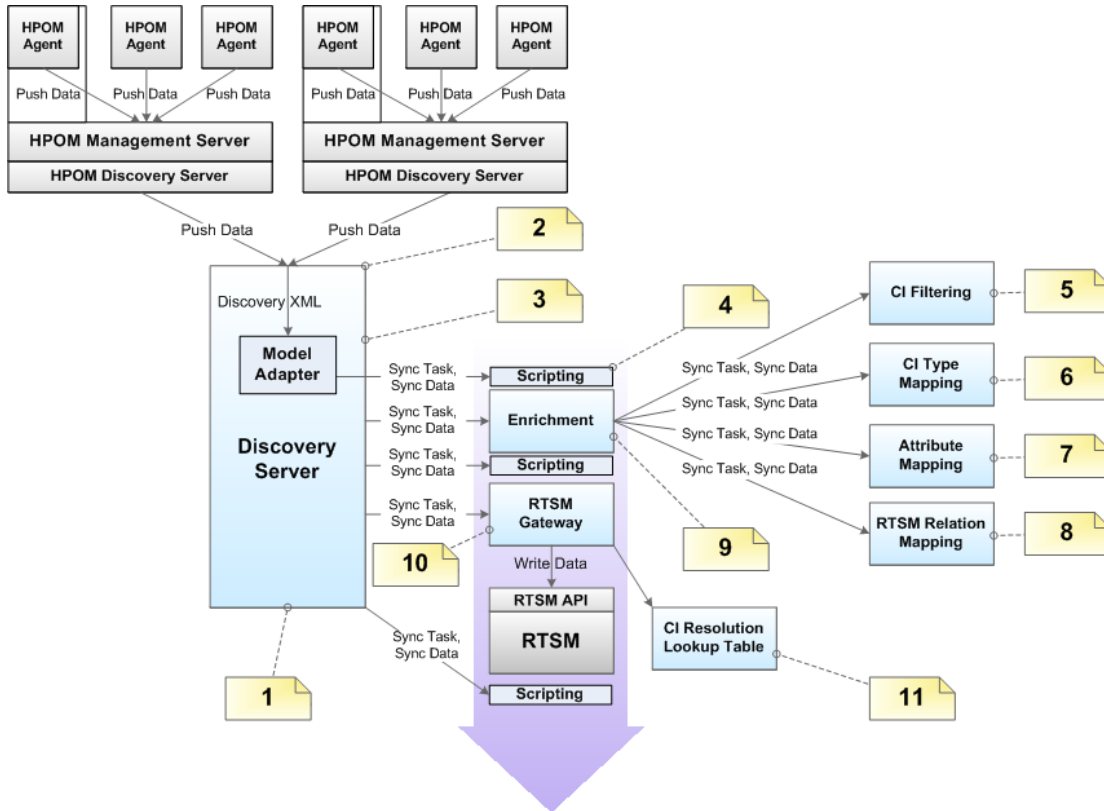 HPOM
Agent
HPOM
Agent
HPOM
Agent
HPOM
Agent
HPOM
Agent
HPOM
Agent
Push Data
Push Data
Push Data
Push Data
Push Data
Push Data
HPOM Management Server
HPOM Management Server
HPOM Discovery Server
HPOM Discovery Server
Push Data
Push Data
2
Discovery XML
3
4
CI Filtering
5
Model
Adapter
Sync Task,
Sync Data
Scripting
Sync Task, Sync Data
CI Type
Mapping
6
Sync Task,
Sync Data
Enrichment
Sync Task, Sync Data
Discovery
Server
Sync Task, Sync Data
Attribute
Mapping
7
Sync Task,
Sync Data
Scripting
Sync Task, Sync Data
Sync Task,
Sync Data
RTSM
Gateway
RTSM Relation
Mapping
8
10
9
Write Data
RTSM API
RTSM
CI Resolution
Lookup Table
Sync Task,
Sync Data
Scripting
1
11